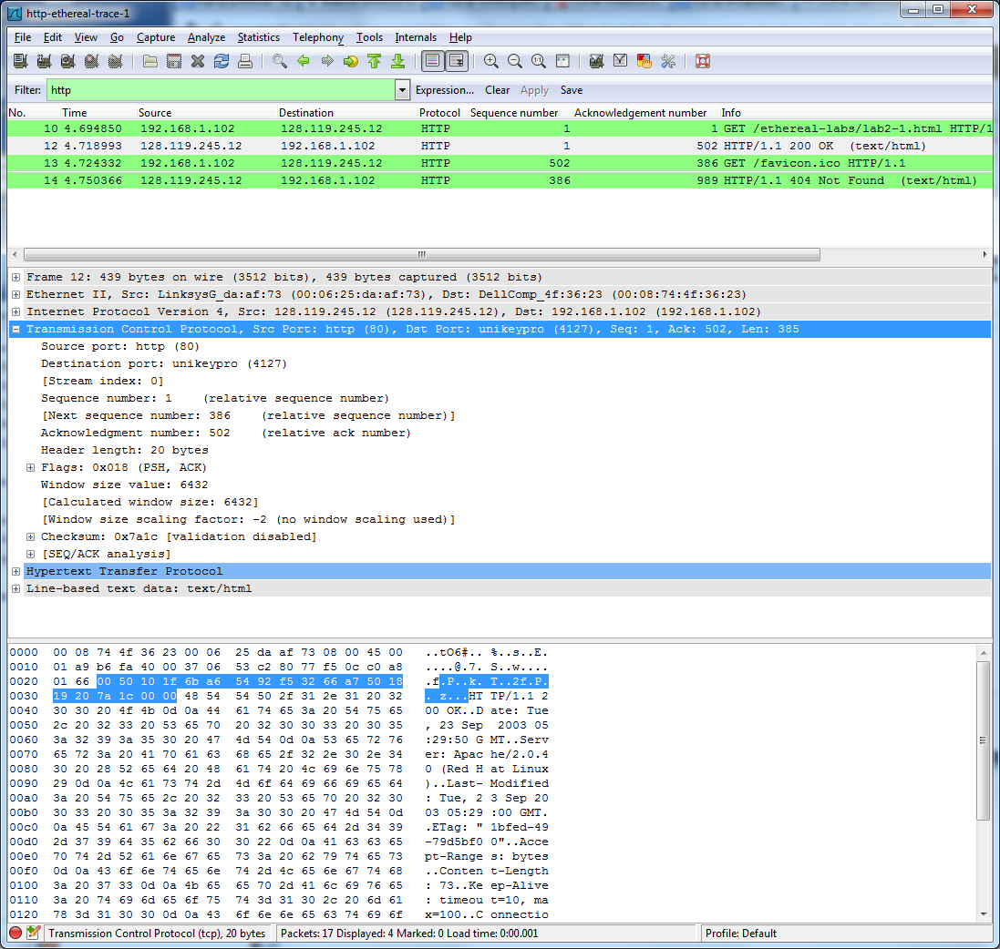 http-ethereal-trace-1
File Edit View Go Capture Analyze Statistics Telephony Tools Internals Help
Filter: http Expression... Clear Apply Save
No. Time Source Destination Protocol Sequence number Acknowledgement number Info
10 4.694850 192.168.1.102 128.119.245.12 HTTP 1 1 GET /ethereal-labs/lab2-1.html HTTP/1
12 4.718993 128.119.245.12 192.168.1.102 HTTP 1 502 HTTP/1.1 200 OK (text/html)
13 4.724332 192.168.1.102 128.119.245.12 HTTP 502 386 GET /favicon.ico HTTP/1.1
14 4.750366 128.119.245.12 192.168.1.102 HTTP 386 989 HTTP/1.1 404 Not Found (text/html)
Frame 12: 439 bytes on wire (3512 bits), 439 bytes captured (3512 bits)
Ethernet II, Src: LinksysG_da:af:73 (00:06:25:da:af:73), Dst: DellComp_4f:36:23 (00:08:74:4f:36:23)
Internet Protocol Version 4, Src: 128.119.245.12 (128.119.245.12), Dst: 192.168.1.102 (192.168.1.102)
Transmission Control Protocol, Src Port: http (80), Dst Port: unikeypro (4127), Seq: 1, Ack: 502, Len: 385
Source port: http (80)
Destination port: unikeypro (4127)
[Stream index: 0]
Sequence number: 1 (relative sequence number)
[Next sequence number: 386 (relative sequence number)]
Acknowledgment number: 502 (relative ack number)
Header length: 20 bytes
Flags: 0x018 (PSH, ACK)
Window size value: 6432
[Calculated window size: 6432]
[Window size scaling factor: -2 (no window scaling used)]
Checksum: 0x7a1c [validation disabled]
[SEQ/ACK analysis]
Hypertext Transfer Protocol
Line-based text data: text/html
0000 00 08 74 4f 36 23 00 06 25 da af 73 08 00 45 00 ..tO6#.. %..s..E.
0010 01 a9 b6 fa 40 00 37 06 53 c2 80 77 f5 0c c0 a8 ....@.7. S..w....
0020 01 66 00 50 10 1f 6b a6 54 92 f5 32 66 a7 50 18 .f.P..k. T..2f.P.
0030 19 20 7a 1c 00 00 48 54 54 50 2f 31 2e 31 20 32 . z...HT TP/1.1 2
0040 30 30 20 4f 4b 0d 0a 44 61 74 65 3a 20 54 75 65 00 OK..D ate: Tue
0050 2c 20 32 33 20 53 65 70 20 32 30 30 33 20 30 35 , 23 Sep 2003 05
0060 3a 32 39 3a 35 30 20 47 4d 54 0d 0a 53 65 72 76 :29:50 G MT..Serv
0070 65 72 3a 20 41 70 61 63 68 65 2f 32 2e 30 2e 34 er: Apac he/2.0.4
0080 30 20 28 52 65 64 20 48 61 74 20 4c 69 6e 75 78 0 (Red H at Linux
0090 29 0d 0a 4c 61 73 74 2d 4d 6f 64 69 66 69 65 64 )..Last- Modified
00a0 3a 20 54 75 65 2c 20 32 33 20 53 65 70 20 32 30 : Tue, 2 3 Sep 20
00b0 30 33 20 30 35 3a 32 39 3a 30 30 20 47 4d 54 0d 03 05:29 :00 GMT.
00c0 0a 45 54 61 67 3a 20 22 31 62 66 65 64 2d 34 39 .ETag: " 1bfed-49
00d0 2d 37 39 64 35 62 66 30 30 22 0d 0a 41 63 63 65 -79d5bf0 0"..Acce
00e0 70 74 2d 52 61 6e 67 65 73 3a 20 62 79 74 65 73 pt-Range s: bytes
00f0 0d 0a 43 6f 6e 74 65 6e 74 2d 4c 65 6e 67 74 68 ..Conten t-Length
0100 3a 20 37 33 0d 0a 4b 65 65 70 2d 41 6c 69 76 65 : 73..Ke ep-Alive
0110 3a 20 74 69 6d 65 6f 75 74 3d 31 30 2c 20 6d 61 : timeou t=10, ma
0120 78 3d 31 30 30 0d 0a 43 6f 6e 6e 65 63 74 69 6f x=100..C onnectio
Transmission Control Protocol (tcp), 20 bytes Packets: 17 Displayed: 4 Marked: 0 Load time: 0:00.001 Profile: Default